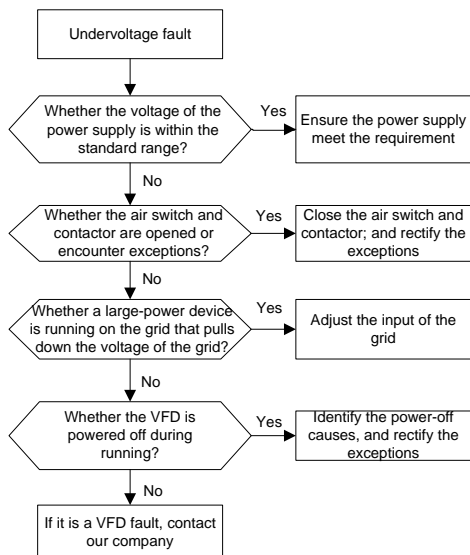 Undervoltage fault
Whether the voltage of the
power supply is within the
standard range?
Yes
Ensure the power supply
meet the requirement
No
Whether the air switch and
contactor are opened or
encounter exceptions?
Yes
Close the air switch and
contactor; and rectify the
exceptions
No
Whether a large-power device
is running on the grid that pulls
down the voltage of the grid?
Yes
Adjust the input of the
grid
No
Whether the VFD is
powered off during
running?
Yes
Identify the power-off
causes, and rectify the
exceptions
No
If it is a VFD fault, contact
our company